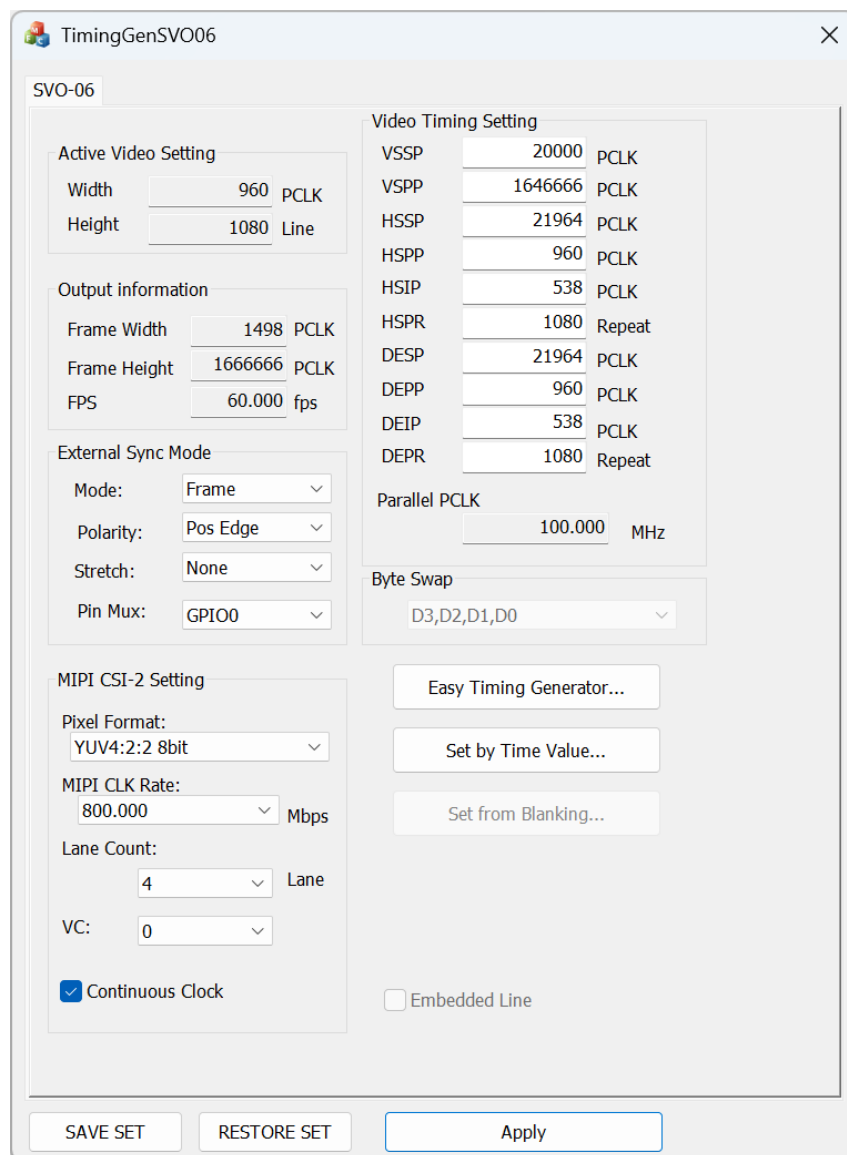 TimingGenSVO06
SVO-06
Active Video Setting
Width 960 PCLK
Height 1080 Line
Output information
Frame Width 1498 PCLK
Frame Height 1666666 PCLK
FPS 60.000 fps
External Sync Mode
Mode: Frame
Polarity: Pos Edge
Stretch: None
Pin Mux: GPIO0
MIPI CSI-2 Setting
Pixel Format:
YUV4:2:2 8bit
MIPI CLK Rate:
800.000 Mbps
Lane Count:
4 Lane
VC: 0
Continuous Clock
Video Timing Setting
VSSP 20000 PCLK
VSPP 1646666 PCLK
HSSP 21964 PCLK
HSPP 960 PCLK
HSIP 538 PCLK
HSPR 1080 Repeat
DESP 21964 PCLK
DEPP 960 PCLK
DEIP 538 PCLK
DEPR 1080 Repeat
Parallel PCLK
100.000 MHz
Byte Swap
D3,D2,D1,D0
Easy Timing Generator...
Set by Time Value...
Set from Blanking...
Embedded Line
SAVE SET RESTORE SET Apply